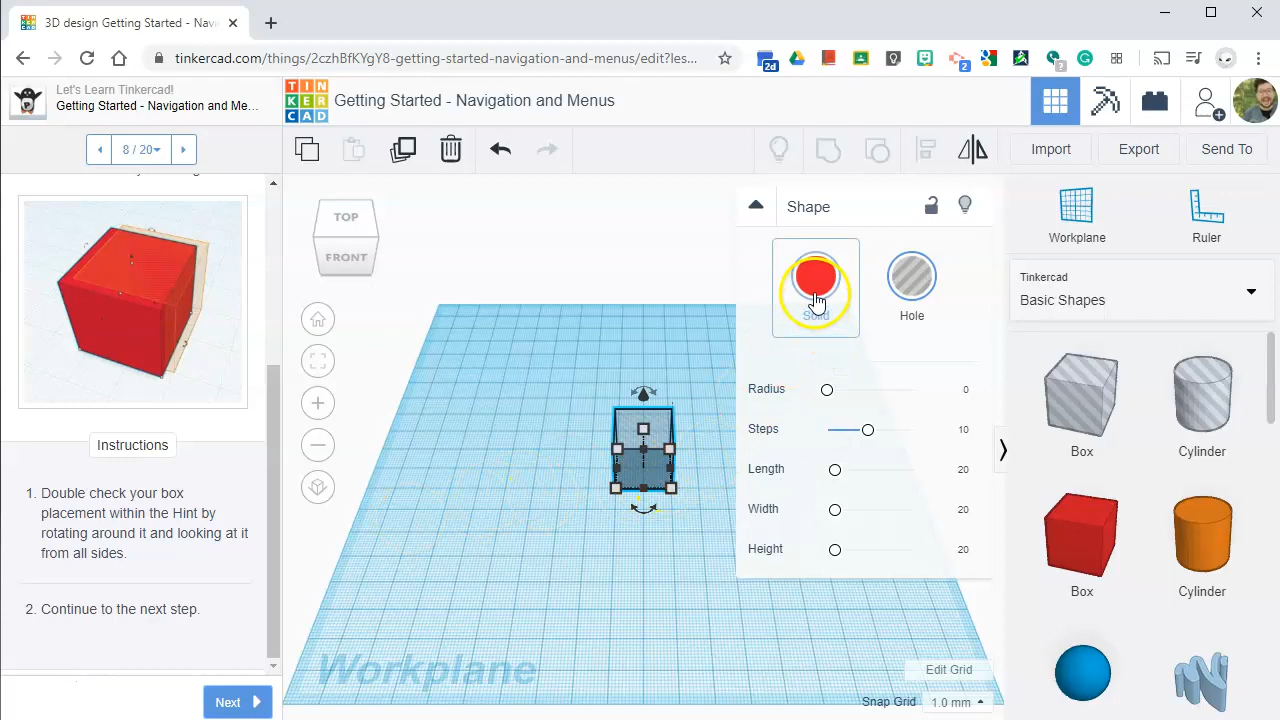 3D design Getting Started - Navi
tinkercad.com/things/2czhBfKYgY8-getting-started-navigation-and-menus/edit?les...
2d
2
?
Let's Learn Tinkercad!
Getting Started - Navigation and Me...
TIN
KER
CAD
Getting Started - Navigation and Menus
8 / 20
Import
Export
Send To
TOP
FRONT
Shape
Solid
Hole
Workplane
Ruler
Tinkercad
Basic Shapes
Radius
0
Steps
10
Length
20
Width
20
Height
20
Box
Cylinder
Box
Cylinder
Instructions
1. Double check your box
placement within the Hint by
rotating around it and looking at it
from all sides.
2. Continue to the next step.
Next
Workplane
Edit Grid
Snap Grid
1.0 mm